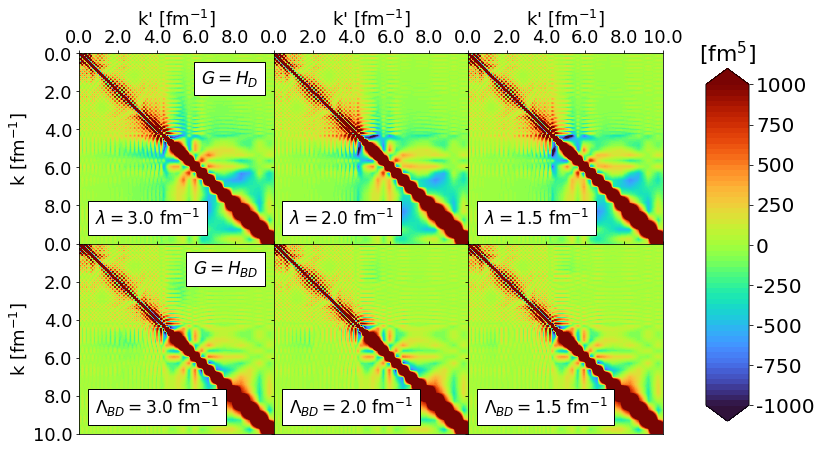 k' [fm⁻¹] k' [fm⁻¹] k' [fm⁻¹]
0.0 2.0 4.0 6.0 8.0 0.0 2.0 4.0 6.0 8.0 0.0 2.0 4.0 6.0 8.0 10.0
[fm⁵]
0.0
2.0
4.0
6.0
8.0
k [fm⁻¹]
G = H_D
λ = 3.0 fm⁻¹
λ = 2.0 fm⁻¹
λ = 1.5 fm⁻¹
0.0
2.0
4.0
6.0
8.0
10.0
k [fm⁻¹]
G = H_BD
Λ_BD = 3.0 fm⁻¹
Λ_BD = 2.0 fm⁻¹
Λ_BD = 1.5 fm⁻¹
1000
750
500
250
0
-250
-500
-750
-1000